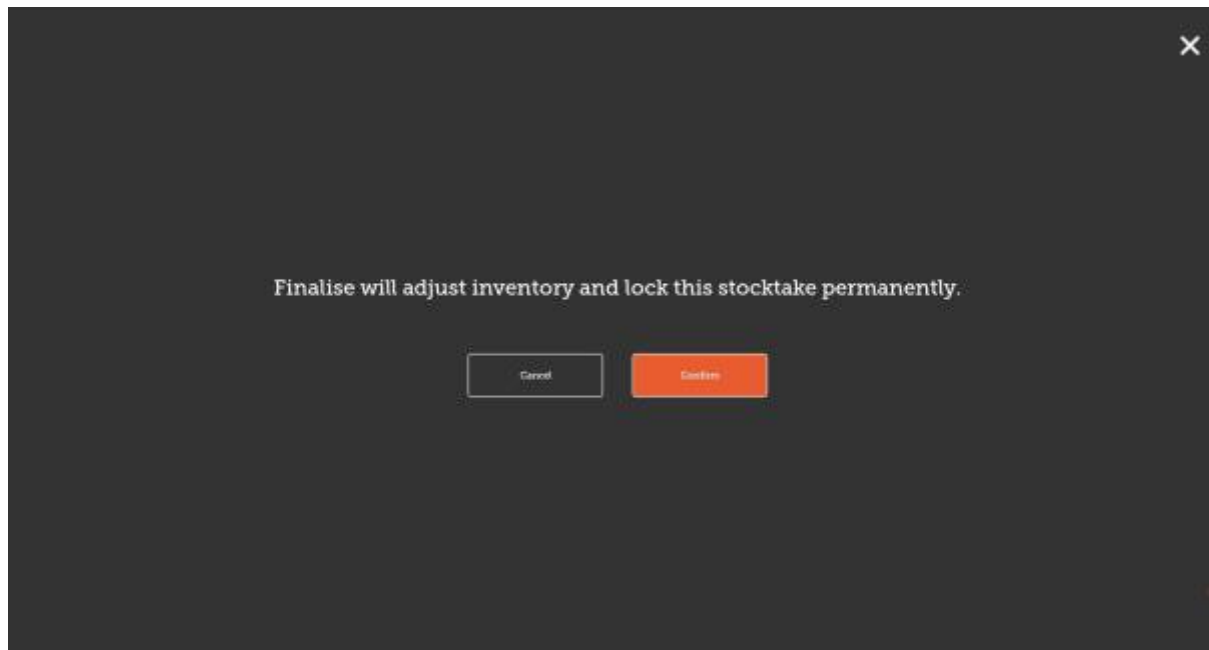 Finalise will adjust inventory and lock this stocktake permanently.
Cancel
Confirm